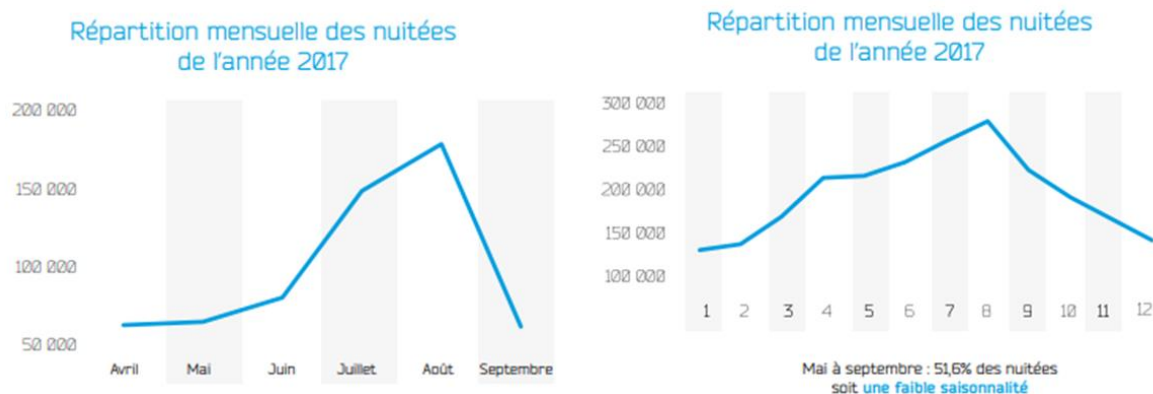 Répartition mensuelle des nuitées
de l'année 2017
200 000
150 000
100 000
50 000
Avril Mai Juin Juillet Août Septembre
Répartition mensuelle des nuitées
de l'année 2017
300 000
250 000
200 000
150 000
100 000
1 2 3 4 5 6 7 8 9 10 11 12
Mai à septembre : 51,6% des nuitées
soit une faible saisonnalité